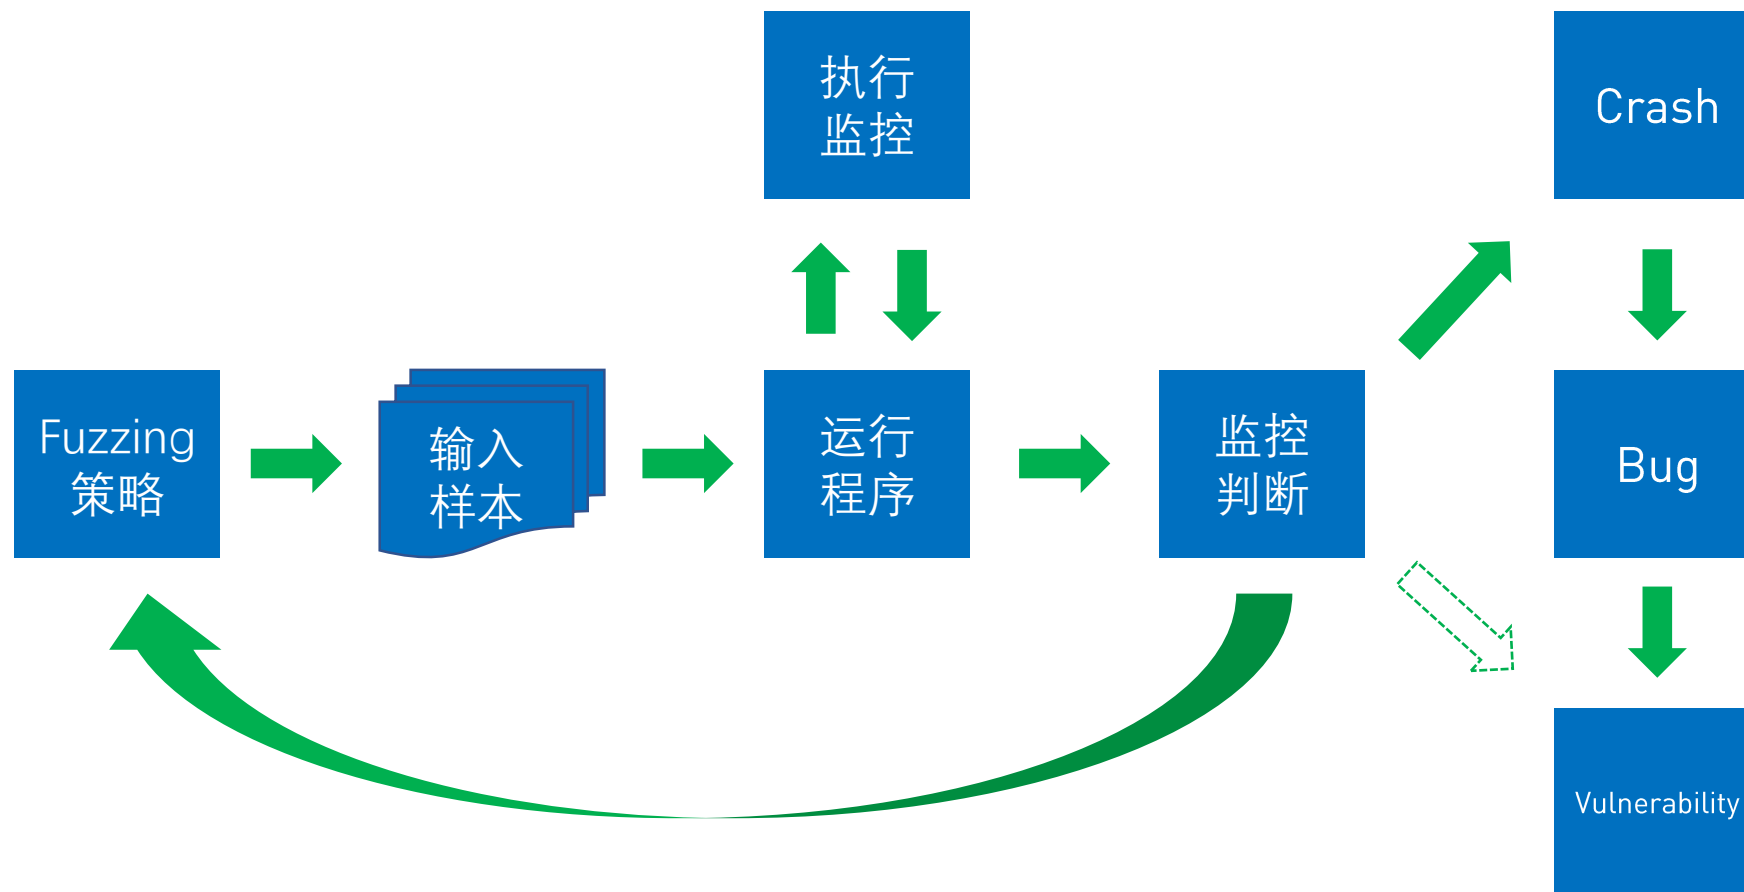 执行
监控
Crash
Fuzzing
策略
输入
样本
运行
程序
监控
判断
Bug
Vulnerability